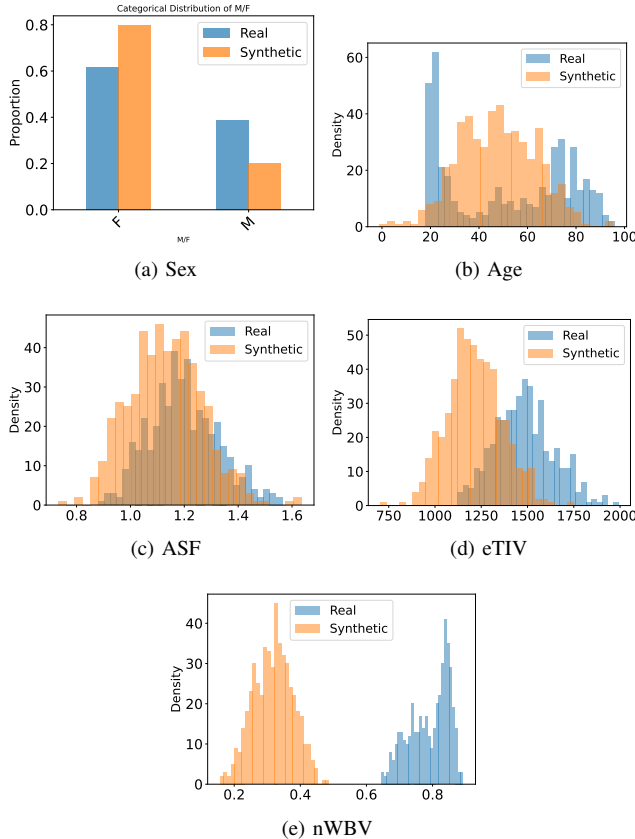 Categorical Distribution of M/F
Proportion
0.8
0.6
0.4
0.2
0.0
Real
Synthetic
F
M
M/F
(a) Sex
Density
60
40
20
0
Real
Synthetic
0 20 40 60 80 100
(b) Age
Density
40
30
20
10
0
Real
Synthetic
0.8 1.0 1.2 1.4 1.6
(c) ASF
Density
50
40
30
20
10
0
Real
Synthetic
750 1000 1250 1500 1750 2000
(d) eTIV
Density
40
30
20
10
0
Real
Synthetic
0.2 0.4 0.6 0.8
(e) nWBV